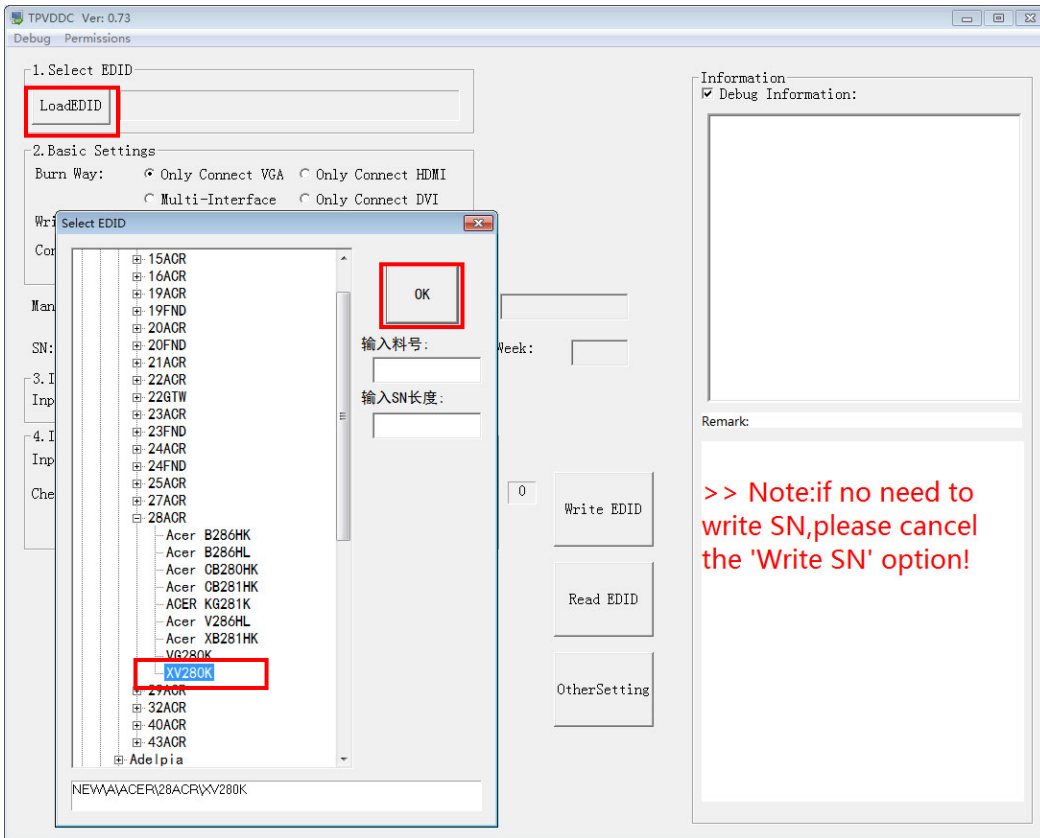 TPVDDC Ver: 0.73
Debug Permissions
1.Select EDID
LoadEDID
2.Basic Settings
Burn Way: Only Connect VGA Only Connect HDMI
Multi-Interface Only Connect DVI
Select EDID
15ACR
16ACR
19ACR
19FND
20ACR
20FND
21ACR
22ACR
22GTW
23ACR
23FND
24ACR
24FND
25ACR
27ACR
28ACR
Acer B286HK
Acer B286HL
Acer CB280HK
Acer CB281HK
ACER KG281K
Acer V286HL
Acer XB281HK
VG280K
XV280K
29ACR
32ACR
40ACR
43ACR
Adelpia
OK
输入料号:
输入SN长度:
NEW\A\ACER\28ACR\XV280K
SN:
Week:
0
Write EDID
Read EDID
OtherSetting
Information
Debug Information:
Remark:
>> Note:if no need to
write SN,please cancel
the 'Write SN' option!